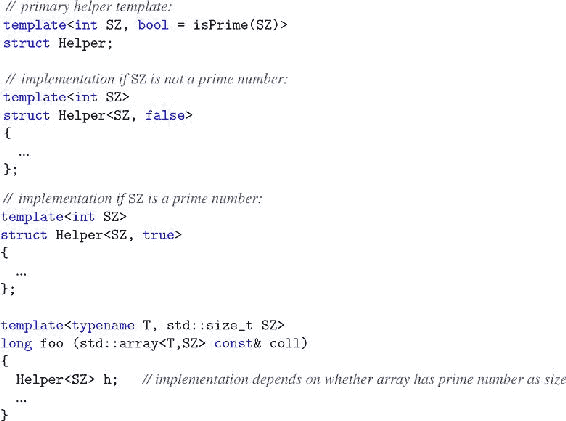 // primary helper template:
template<int SZ, bool = isPrime(SZ)>
struct Helper;
// implementation if SZ is not a prime number:
template<int SZ>
struct Helper<SZ, false>
{
...
};
// implementation if SZ is a prime number:
template<int SZ>
struct Helper<SZ, true>
{
...
};
template<typename T, std::size_t SZ>
long foo (std::array<T,SZ> const& coll)
{
Helper<SZ> h; // implementation depends on whether array has prime number as size
...
}